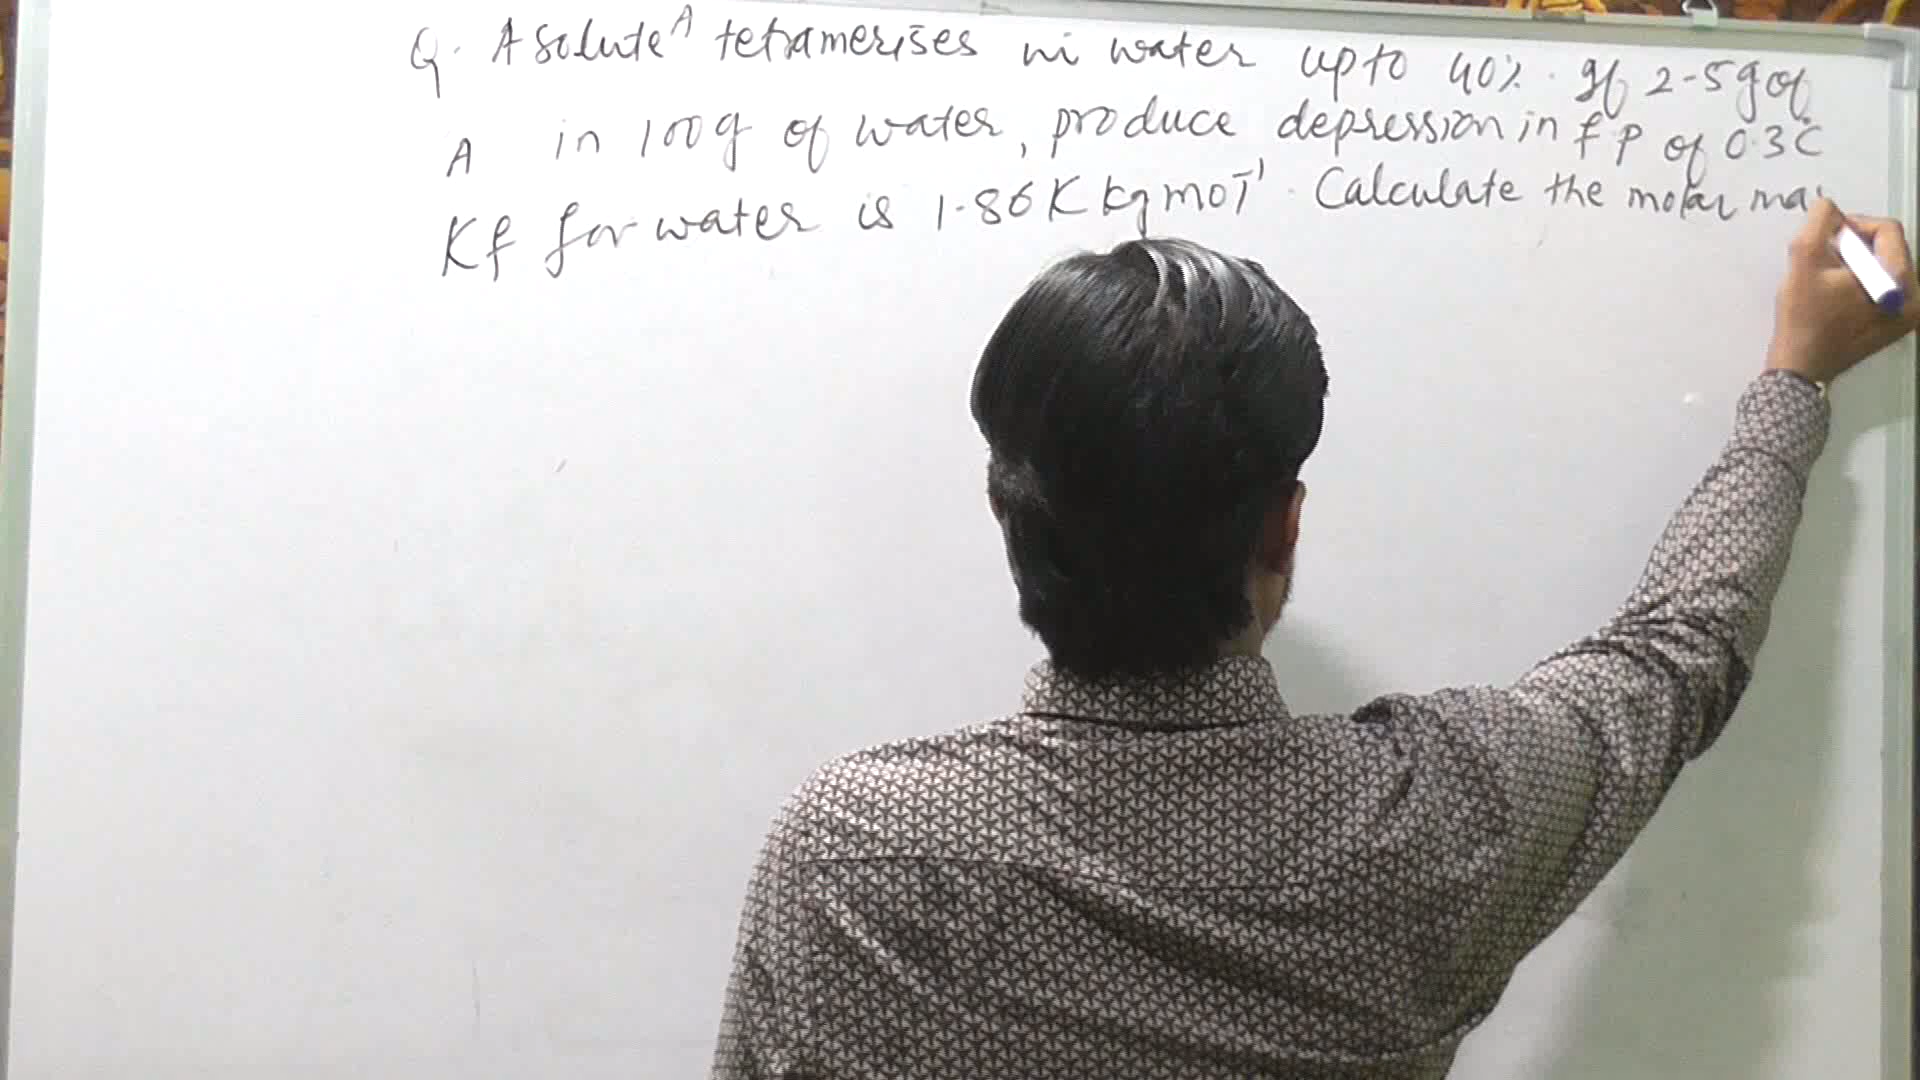 Q. A solute A tetramerises in water upto 40%. If 2.5g of
A in 100g of water, produce depression in fp of 0.3°C
Kf for water is 1.86 K kg mol⁻¹. Calculate the molar